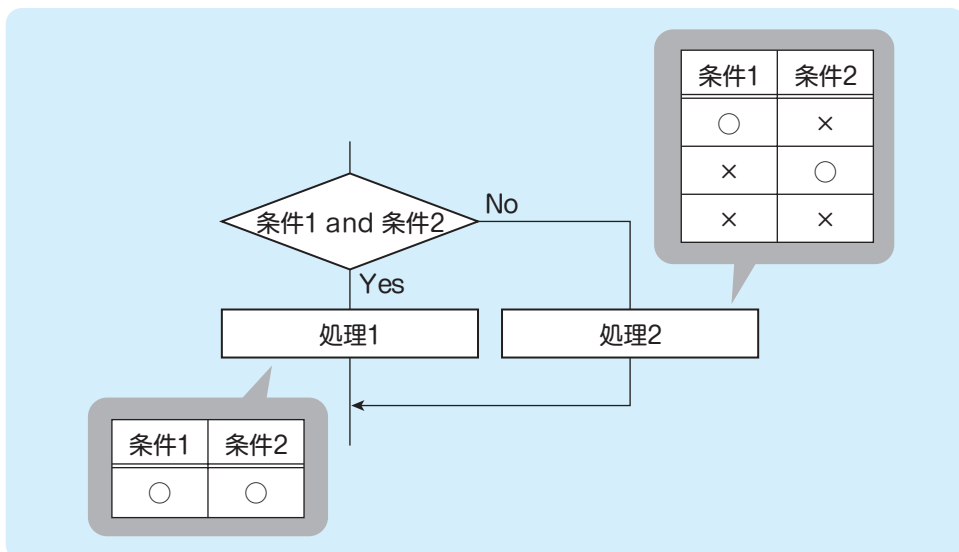 条件1 条件2
○ ×
× ○
× ×
条件1 and 条件2
No
Yes
処理1
処理2
条件1 条件2
○ ○